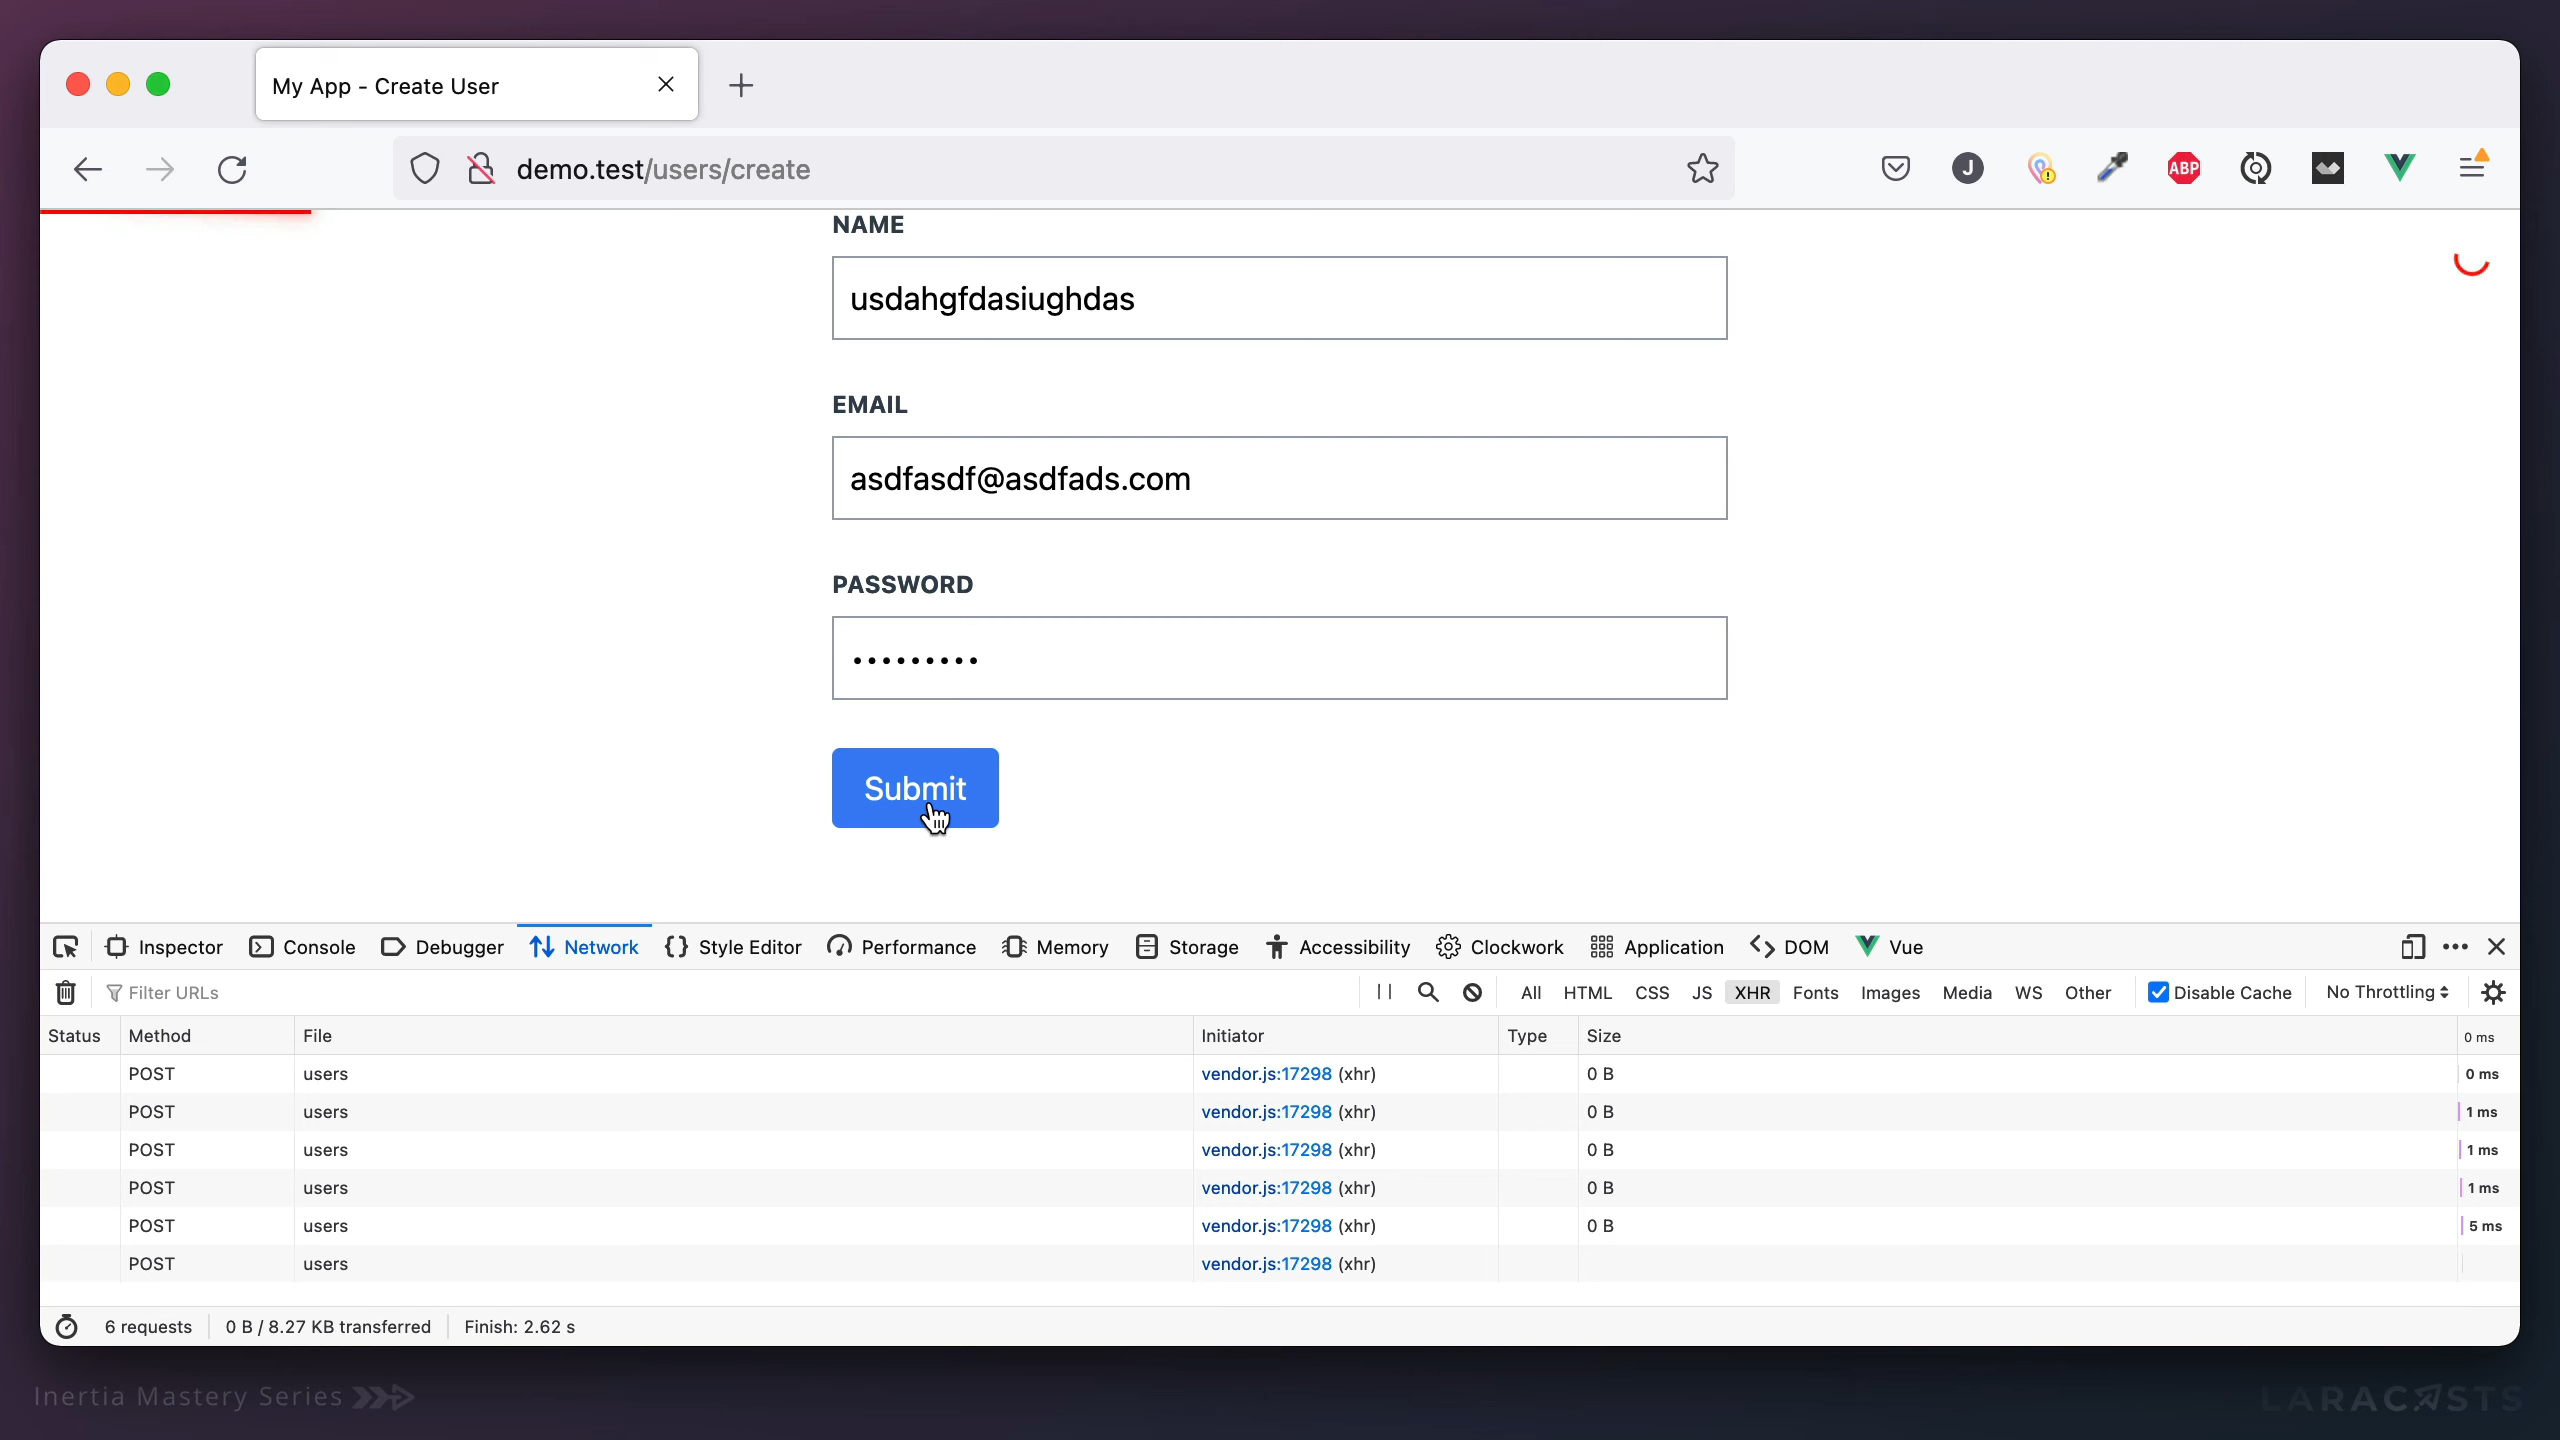 My App - Create User
demo.test/users/create
J
ABP
NAME
usdahgfdasiughdas
EMAIL
asdfasdf@asdfads.com
PASSWORD
Submit
Inspector Console Debugger Network Style Editor Performance Memory Storage Accessibility Clockwork Application DOM Vue
Filter URLs All HTML CSS JS XHR Fonts Images Media WS Other Disable Cache No Throttling
Status Method File Initiator Type Size 0 ms
POST users vendor.js:17298 (xhr) 0 B 0 ms
POST users vendor.js:17298 (xhr) 0 B 1 ms
POST users vendor.js:17298 (xhr) 0 B 1 ms
POST users vendor.js:17298 (xhr) 0 B 1 ms
POST users vendor.js:17298 (xhr) 0 B 5 ms
POST users vendor.js:17298 (xhr)
6 requests 0 B / 8.27 KB transferred Finish: 2.62 s
Inertia Mastery Series
LARACASTS